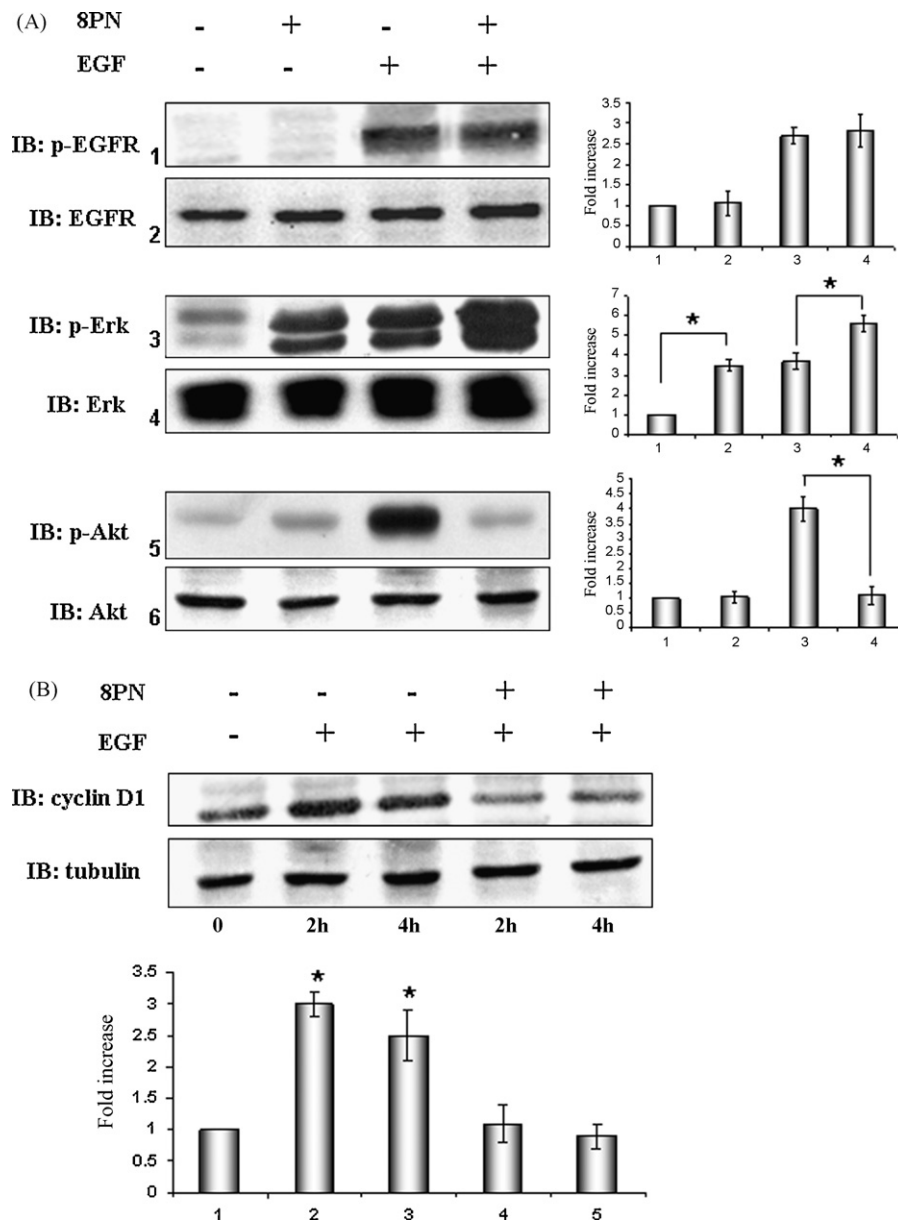 (A) 8PN - + - +
EGF - - + +
IB: p-EGFR 1
IB: EGFR 2
Fold increase
3.5
3
2.5
2
1.5
1
0.5
0
1 2 3 4
IB: p-Erk 3
IB: Erk 4
Fold increase
7
6
5
4
3
2
1
0
* *
1 2 3 4
IB: p-Akt 5
IB: Akt 6
Fold increase
5
4.5
4
3.5
3
2.5
2
1.5
1
0.5
0
*
1 2 3 4
(B) 8PN - - - + +
EGF - + + + +
IB: cyclin D1
IB: tubulin
0 2h 4h 2h 4h
Fold increase
3.5
3
2.5
2
1.5
1
0.5
0
* *
1 2 3 4 5